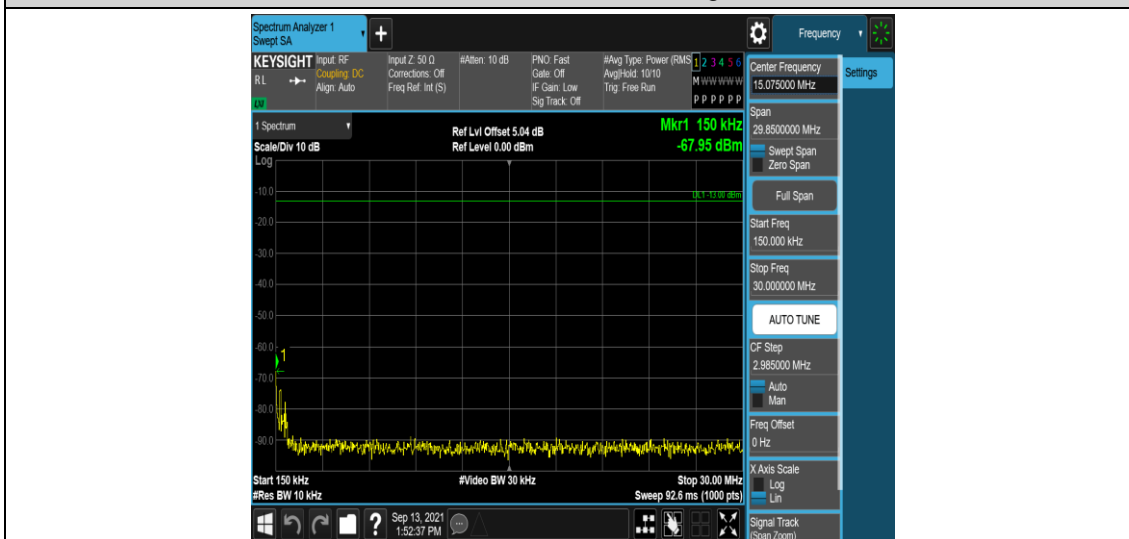 Spectrum Analyzer 1
Swept SA
+
Frequency
KEYSIGHT
RL
LXI
Input: RF
Coupling: DC
Align: Auto
Input Z: 50 Ω
Corrections: Off
Freq Ref: Int (S)
#Atten: 10 dB
PNO: Fast
Gate: Off
IF Gain: Low
Sig Track: Off
#Avg Type: Power (RMS
Avg|Hold: 10/10
Trig: Free Run
1 2 3 4 5 6
M W W W W W
P P P P P P
1 Spectrum
Scale/Div 10 dB
Log
Ref Lvl Offset 5.04 dB
Ref Level 0.00 dBm
Mkr1 150 kHz
-67.95 dBm
DL1 -13.00 dBm
-10.0
-20.0
-30.0
-40.0
-50.0
-60.0
1
-70.0
-80.0
-90.0
Start 150 kHz
#Res BW 10 kHz
#Video BW 30 kHz
Stop 30.00 MHz
Sweep 92.6 ms (1000 pts)
?
Sep 13, 2021
1:52:37 PM
Center Frequency
15.075000 MHz
Settings
Span
29.8500000 MHz
Swept Span
Zero Span
Full Span
Start Freq
150.000 kHz
Stop Freq
30.000000 MHz
AUTO TUNE
CF Step
2.985000 MHz
Auto
Man
Freq Offset
0 Hz
X Axis Scale
Log
Lin
Signal Track
(Span Zoom)